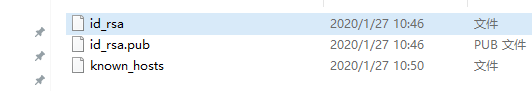 id_rsa 2020/1/27 10:46 文件
id_rsa.pub 2020/1/27 10:46 PUB 文件
known_hosts 2020/1/27 10:50 文件